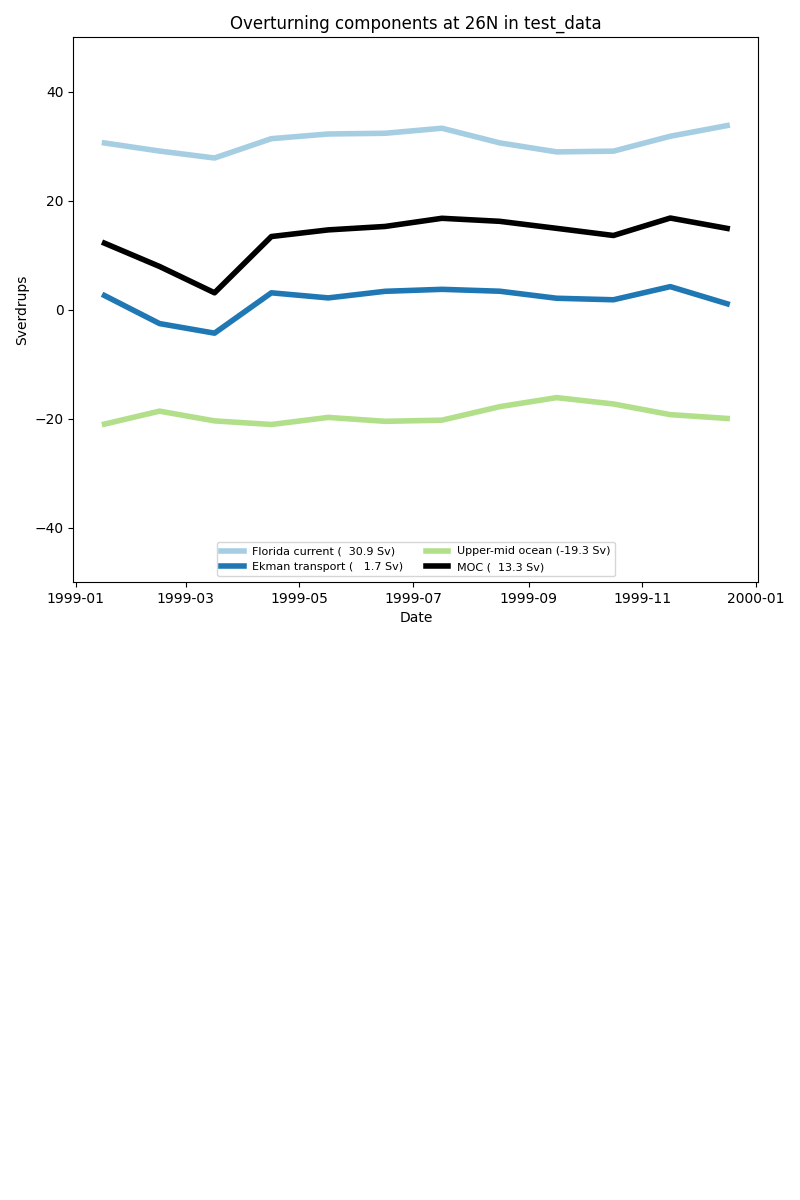 Overturning components at 26N in test_data
40
20
0
−20
−40
Sverdrups
Florida current (  30.9 Sv)
Ekman transport (   1.7 Sv)
Upper-mid ocean (-19.3 Sv)
MOC (  13.3 Sv)
1999-01
1999-03
1999-05
1999-07
1999-09
1999-11
2000-01
Date